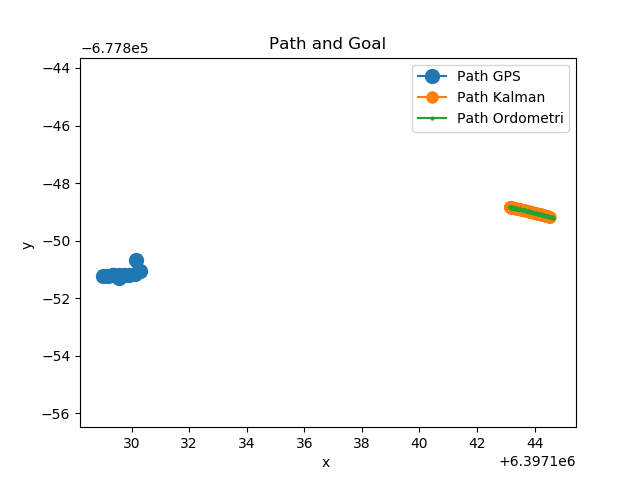 Path and Goal
−6.778e5
Path GPS
Path Kalman
Path Ordometri
−44
−46
−48
−50
−52
−54
−56
y
30 32 34 36 38 40 42 44
+6.3971e6
x